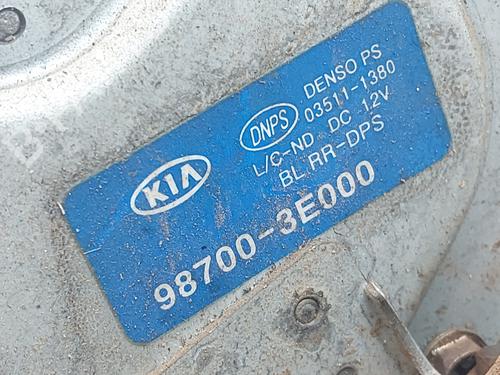 KIA
DNPS
DENSO PS
03511-1380
L/C-ND DC 12V
BL RR-DPS
98700-3E000